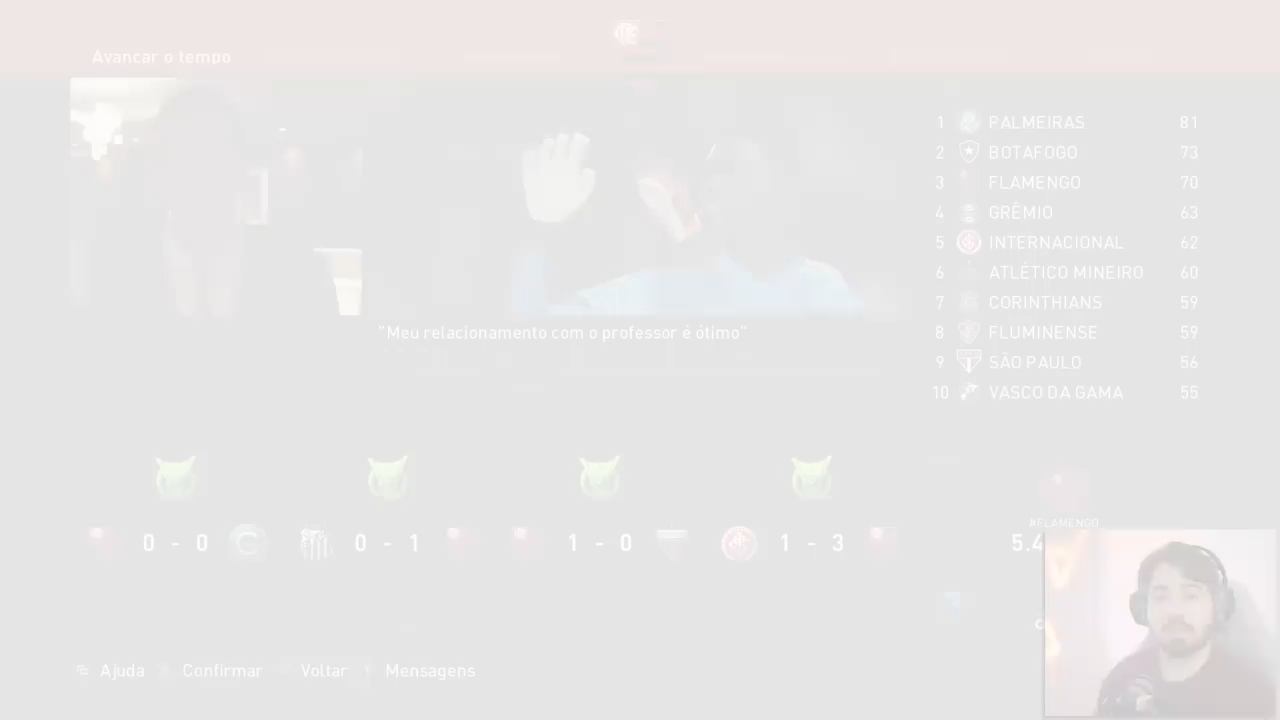 Avançar o tempo
1 PALMEIRAS 81
2 BOTAFOGO 73
3 FLAMENGO 70
4 GRÊMIO 63
5 INTERNACIONAL 62
6 ATLÉTICO MINEIRO 60
7 CORINTHIANS 59
8 FLUMINENSE 59
9 SÃO PAULO 56
10 VASCO DA GAMA 55
"Meu relacionamento com o professor é ótimo"
0 - 0
0 - 1
1 - 0
1 - 3
#FLAMENGO
5.4
Ajuda Confirmar Voltar Mensagens